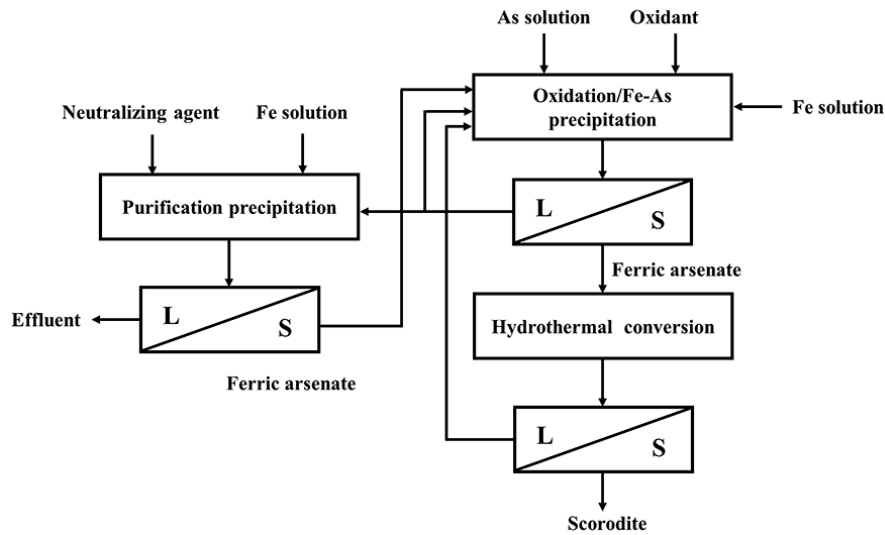 As solution
Oxidant
Oxidation/Fe-As
precipitation
Fe solution
Neutralizing agent
Fe solution
Purification precipitation
L
S
Ferric arsenate
Hydrothermal conversion
Effluent
L
S
Ferric arsenate
L
S
Scorodite